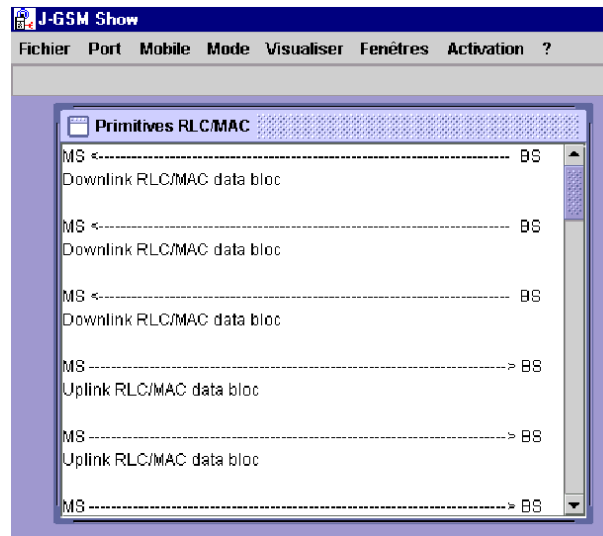 J-GSM Show
Fichier Port Mobile Mode Visualiser Fenêtres Activation ?
Primitives RLC/MAC
MS <------------------------------------------------------------------------ BS
Downlink RLC/MAC data bloc
MS <------------------------------------------------------------------------ BS
Downlink RLC/MAC data bloc
MS <------------------------------------------------------------------------ BS
Downlink RLC/MAC data bloc
MS ------------------------------------------------------------------------> BS
Uplink RLC/MAC data bloc
MS ------------------------------------------------------------------------> BS
Uplink RLC/MAC data bloc
MS ------------------------------------------------------------------------> BS